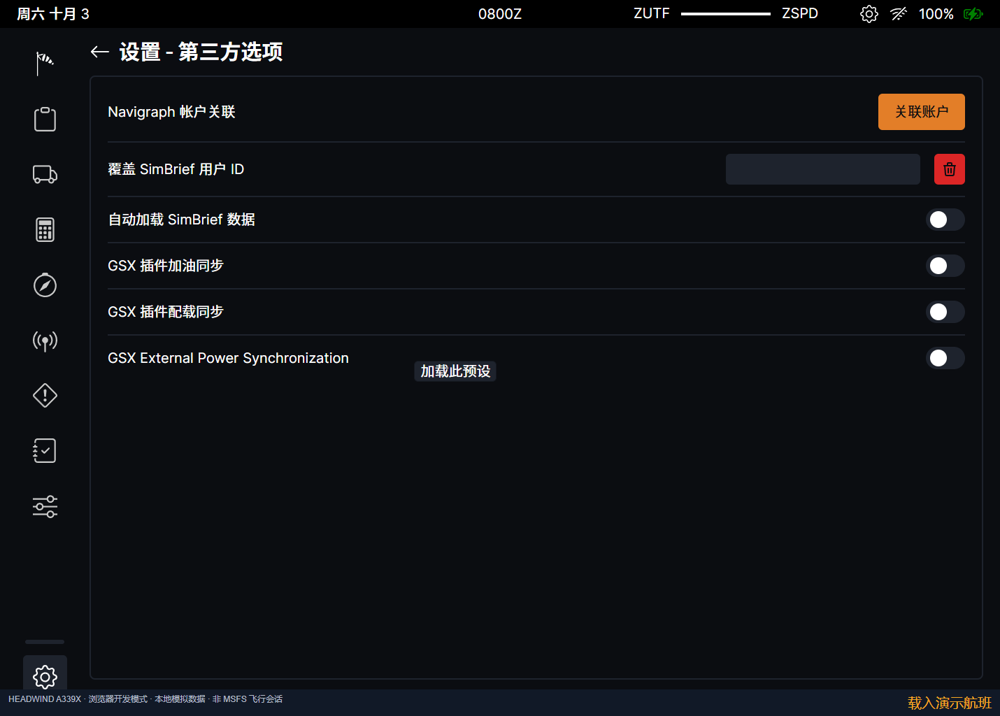 周六 十月 3
0800Z
ZUTF
ZSPD
100%
设置 - 第三方选项
Navigraph 帐户关联
关联账户
覆盖 SimBrief 用户 ID
自动加载 SimBrief 数据
GSX 插件加油同步
GSX 插件配载同步
GSX External Power Synchronization
加载此预设
HEADWIND A339X · 浏览器开发模式 · 本地模拟数据 · 非 MSFS 飞行会话
载入演示航班